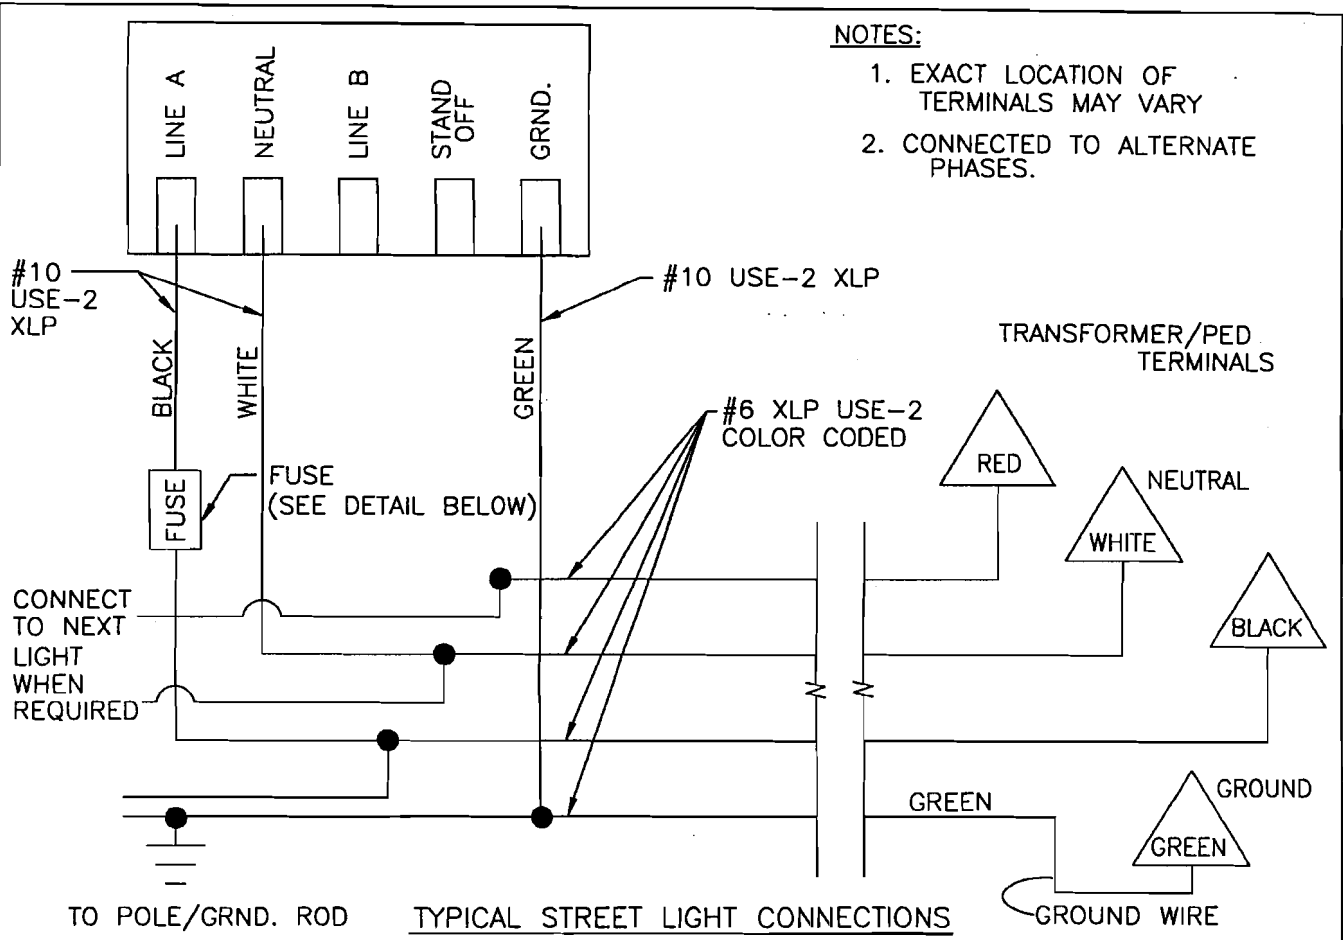 LINE A
NEUTRAL
LINE B
STAND
OFF
GRND.
NOTES:
1. EXACT LOCATION OF
TERMINALS MAY VARY
2. CONNECTED TO ALTERNATE
PHASES.
#10
USE-2
XLP
#10 USE-2 XLP
BLACK
WHITE
GREEN
TRANSFORMER/PED
TERMINALS
#6 XLP USE-2
COLOR CODED
RED
NEUTRAL
WHITE
BLACK
FUSE
FUSE
(SEE DETAIL BELOW)
CONNECT
TO NEXT
LIGHT
WHEN
REQUIRED
GREEN
GROUND
GREEN
GROUND WIRE
TO POLE/GRND. ROD
TYPICAL STREET LIGHT CONNECTIONS